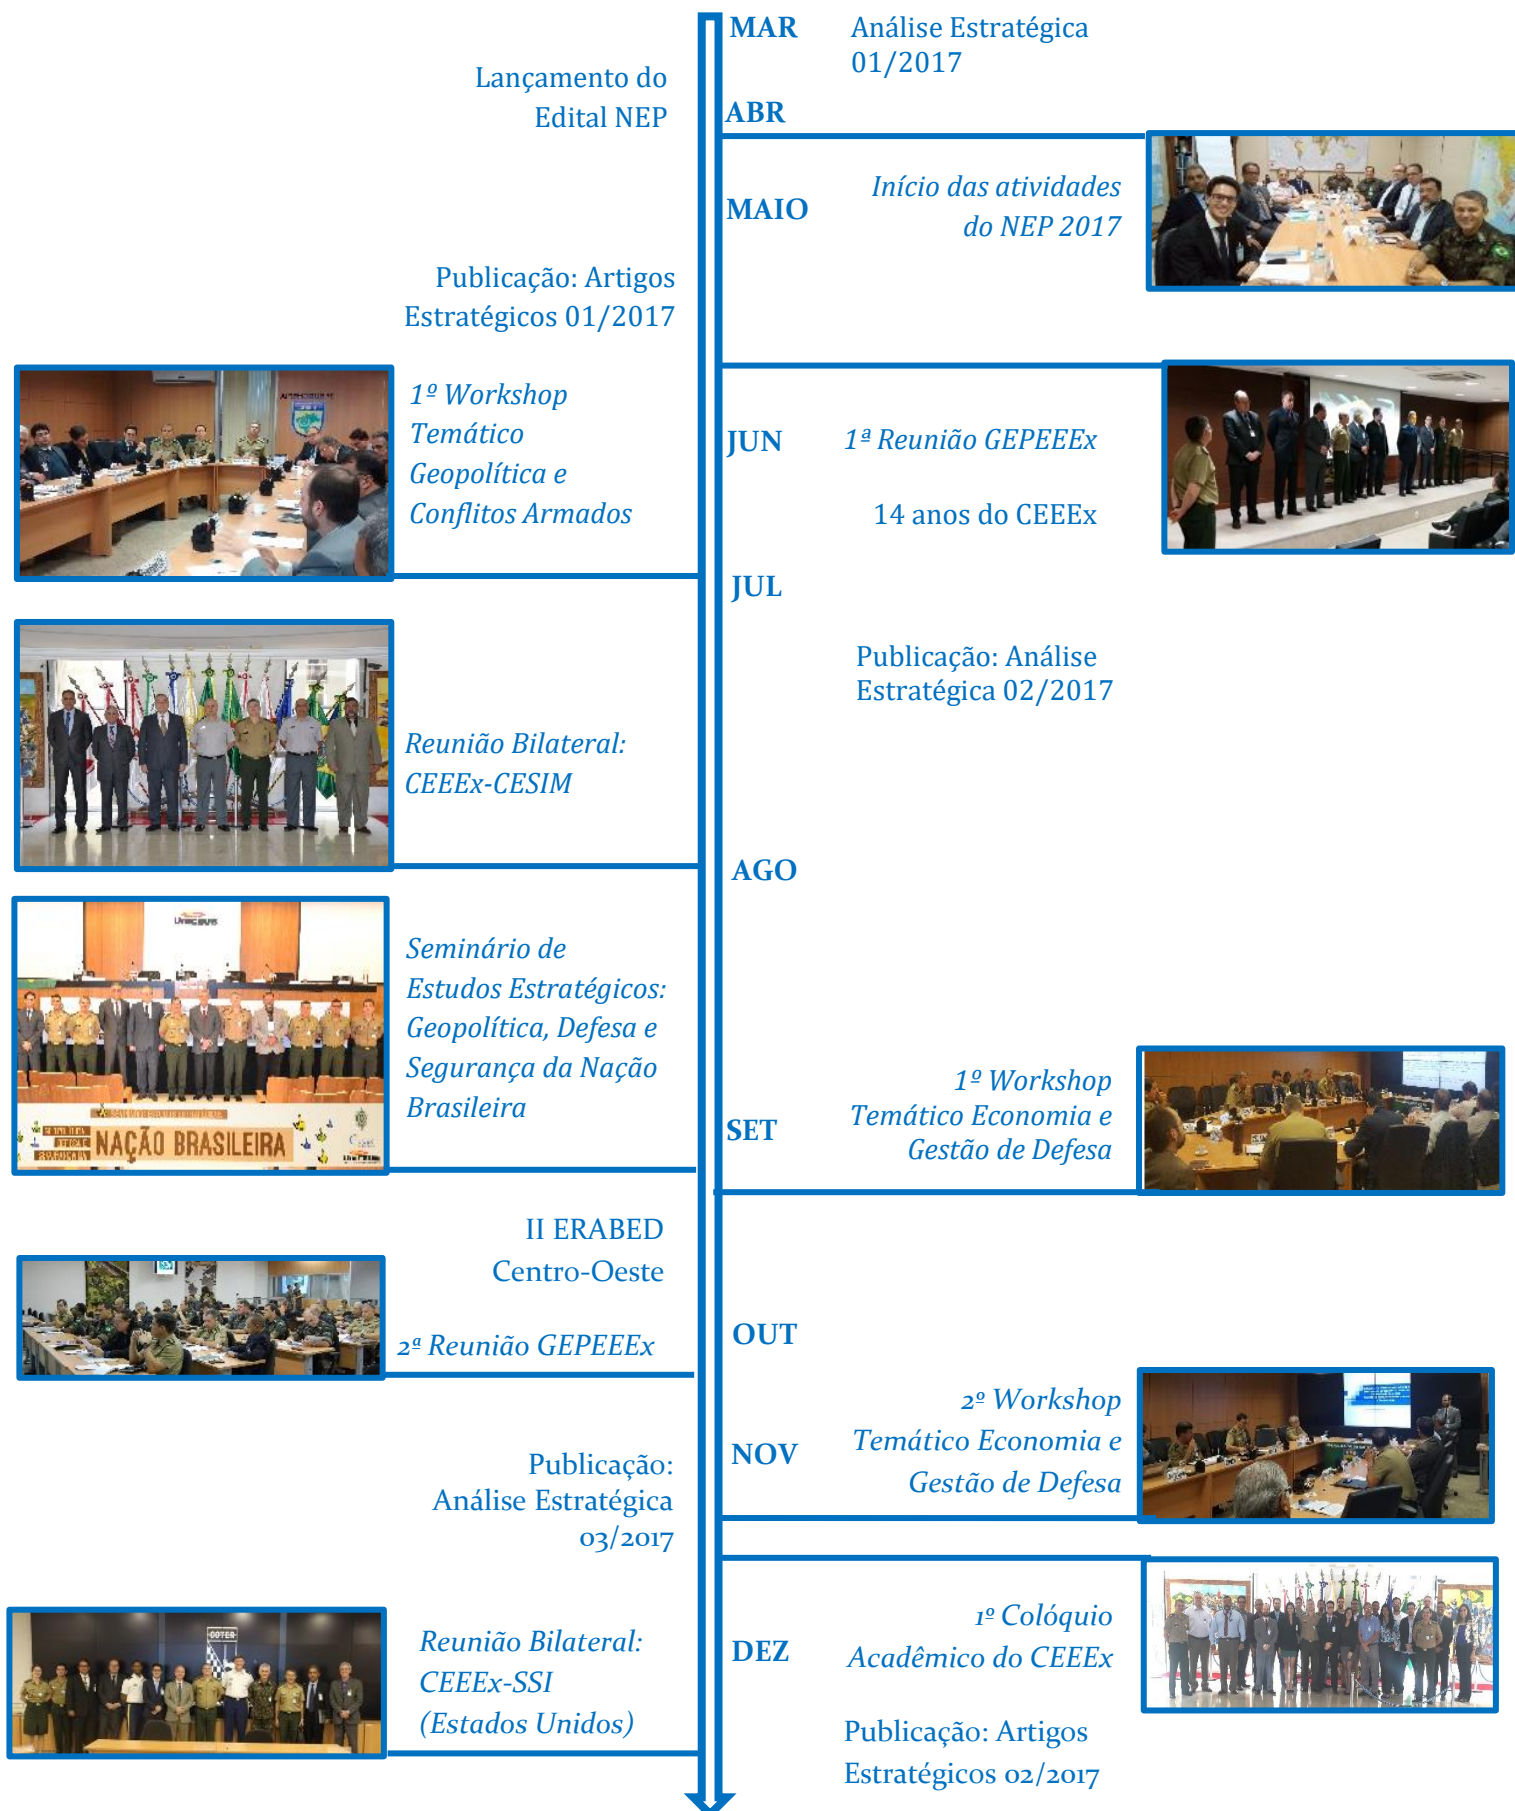 MAR
Análise Estratégica
01/2017
Lançamento do
Edital NEP
ABR
MAIO
Início das atividades
do NEP 2017
Publicação: Artigos
Estratégicos 01/2017
1º Workshop
Temático
Geopolítica e
Conflitos Armados
JUN
1ª Reunião GEPEEEx
14 anos do CEEEx
JUL
Publicação: Análise
Estratégica 02/2017
Reunião Bilateral:
CEEEx-CESIM
AGO
Seminário de
Estudos Estratégicos:
Geopolítica, Defesa e
Segurança da Nação
Brasileira
NAÇÃO BRASILEIRA
SET
1º Workshop
Temático Economia e
Gestão de Defesa
II ERABED
Centro-Oeste
2ª Reunião GEPEEEx
OUT
2º Workshop
Temático Economia e
Gestão de Defesa
NOV
Publicação:
Análise Estratégica
03/2017
COTER
Reunião Bilateral:
CEEEx-SSI
(Estados Unidos)
DEZ
1º Colóquio
Acadêmico do CEEEx
Publicação: Artigos
Estratégicos 02/2017